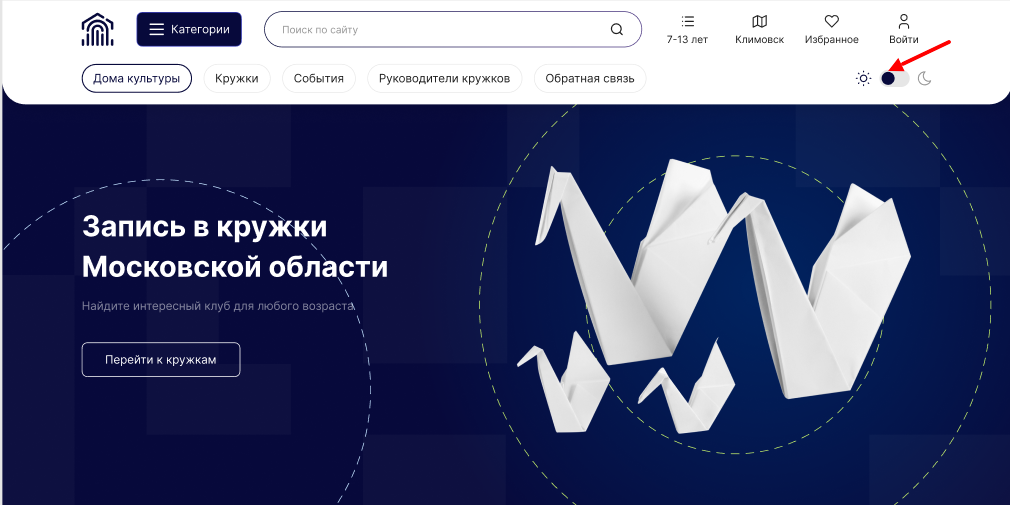 Категории
Поиск по сайту
7-13 лет
Климовск
Избранное
Войти
Дома культуры
Кружки
События
Руководители кружков
Обратная связь
Запись в кружки
Московской области
Найдите интересный клуб для любого возраста
Перейти к кружкам